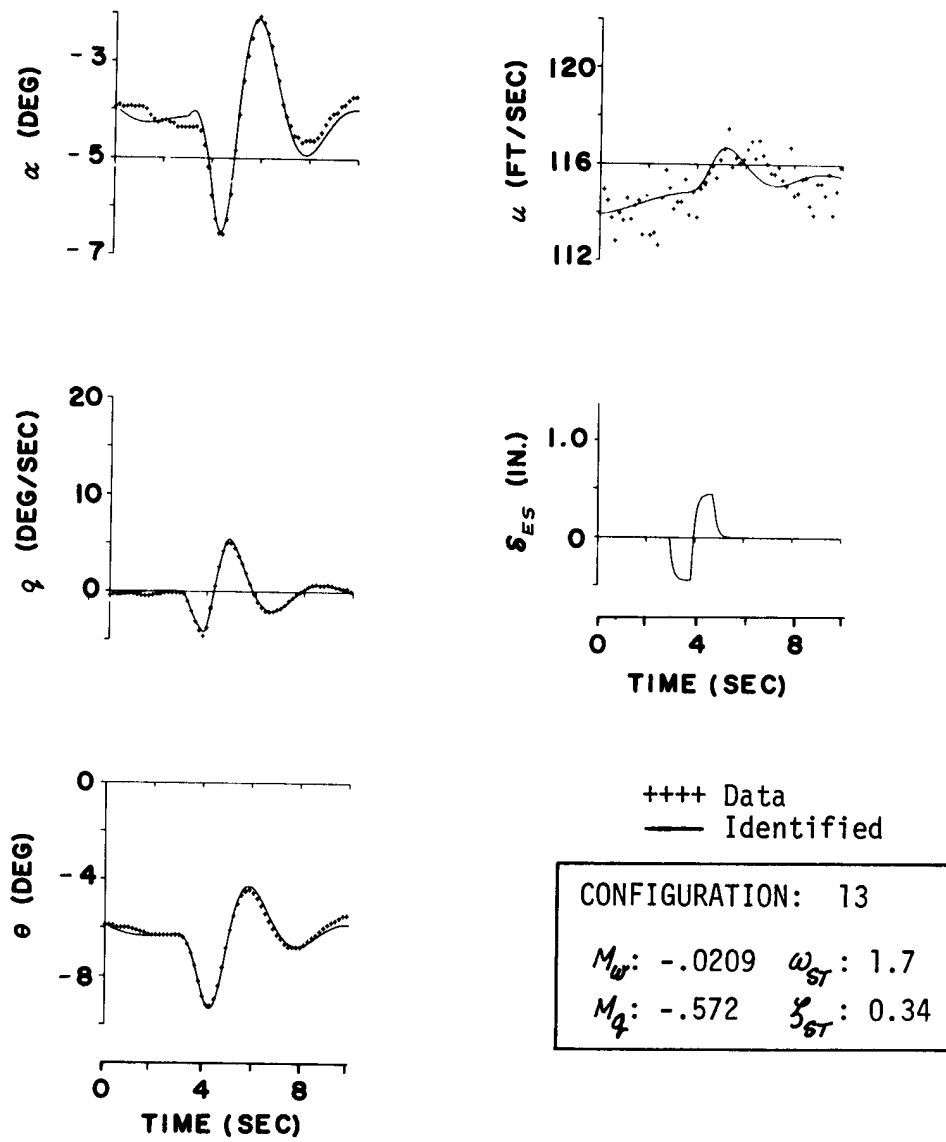 -3
-5
-7
α (DEG)
120
116
112
u (FT/SEC)
20
10
0
q (DEG/SEC)
1.0
0
δES (IN.)
0 4 8
TIME (SEC)
0
-4
-8
θ (DEG)
0 4 8
TIME (SEC)
++++ Data
— Identified
CONFIGURATION: 13
Mw: -.0209 ωST: 1.7
Mq: -.572 ζST: 0.34